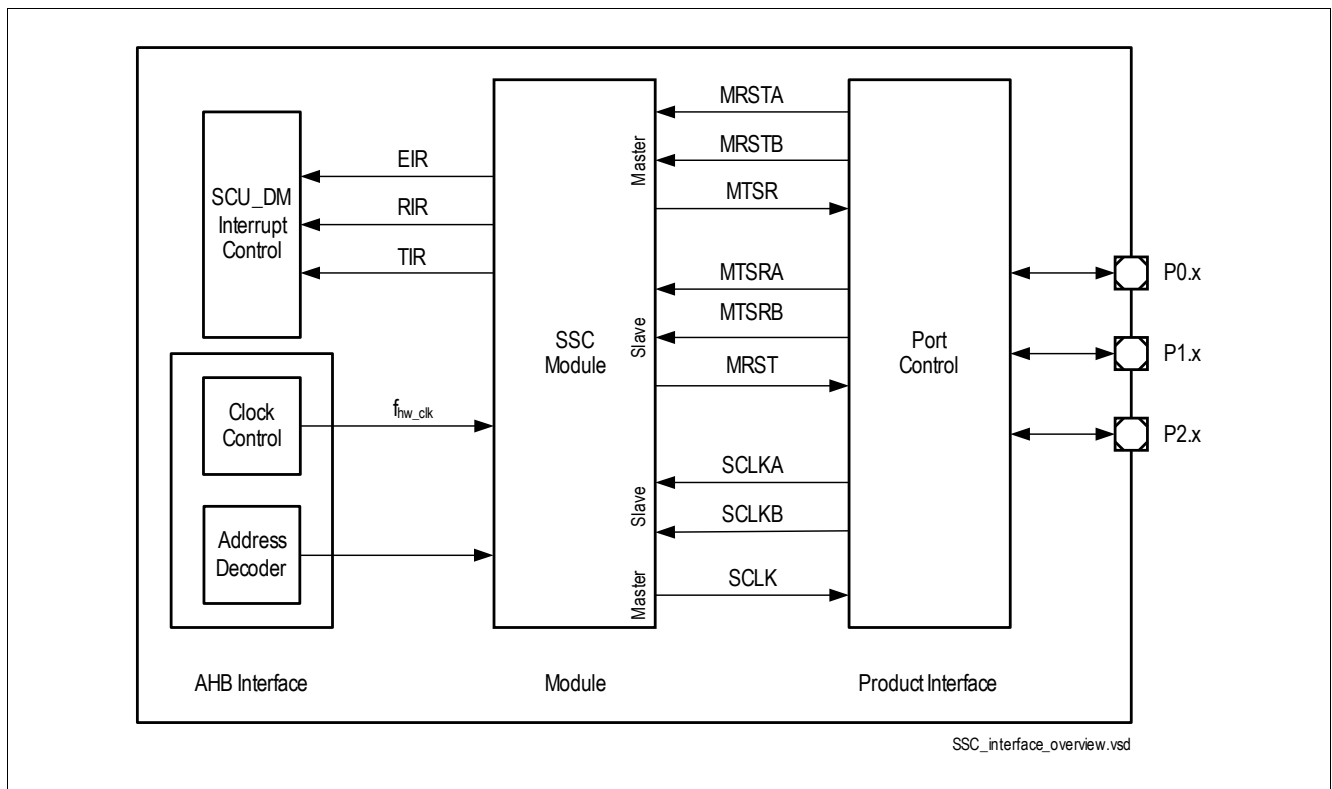 SCU_DM
Interrupt
Control
EIR
RIR
TIR
Clock
Control
fhw_clk
Address
Decoder
AHB Interface
SSC
Module
Master
Slave
Slave
Master
Module
MRSTA
MRSTB
MTSR
MTSRA
MTSRB
MRST
SCLKA
SCLKB
SCLK
Port
Control
Product Interface
P0.x
P1.x
P2.x
SSC_interface_overview.vsd